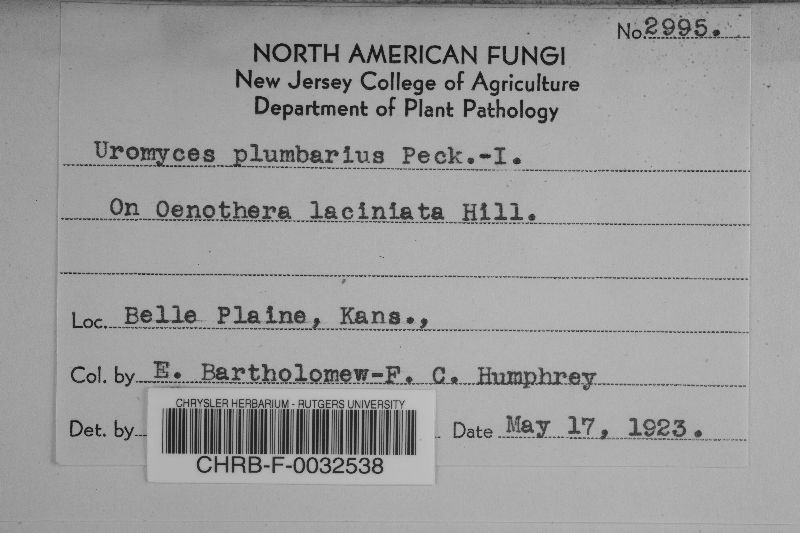 No. 2995.
NORTH AMERICAN FUNGI
New Jersey College of Agriculture
Department of Plant Pathology
Uromyces plumbarius Peck.-I.
On Oenothera laciniata Hill.
Loc. Belle Plaine, Kans.,
Col. by E. Bartholomew-F. C. Humphrey
Det. by
Date May 17, 1923.
CHRYSLER HERBARIUM - RUTGERS UNIVERSITY
CHRB-F-0032538